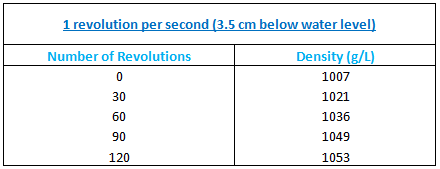 1 revolution per second (3.5 cm below water level)
Number of Revolutions Density (g/L)
0 1007
30 1021
60 1036
90 1049
120 1053